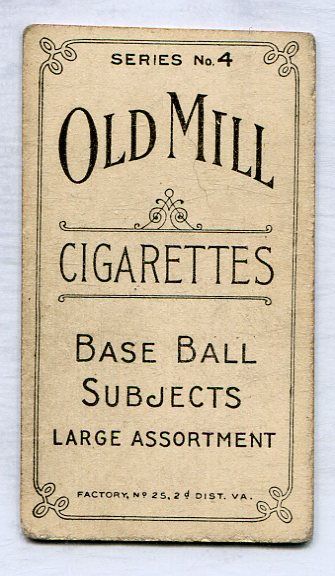 SERIES No. 4
OLD MILL
CIGARETTES
BASE BALL
SUBJECTS
LARGE ASSORTMENT
FACTORY, Nº 25, 2d DIST. VA.